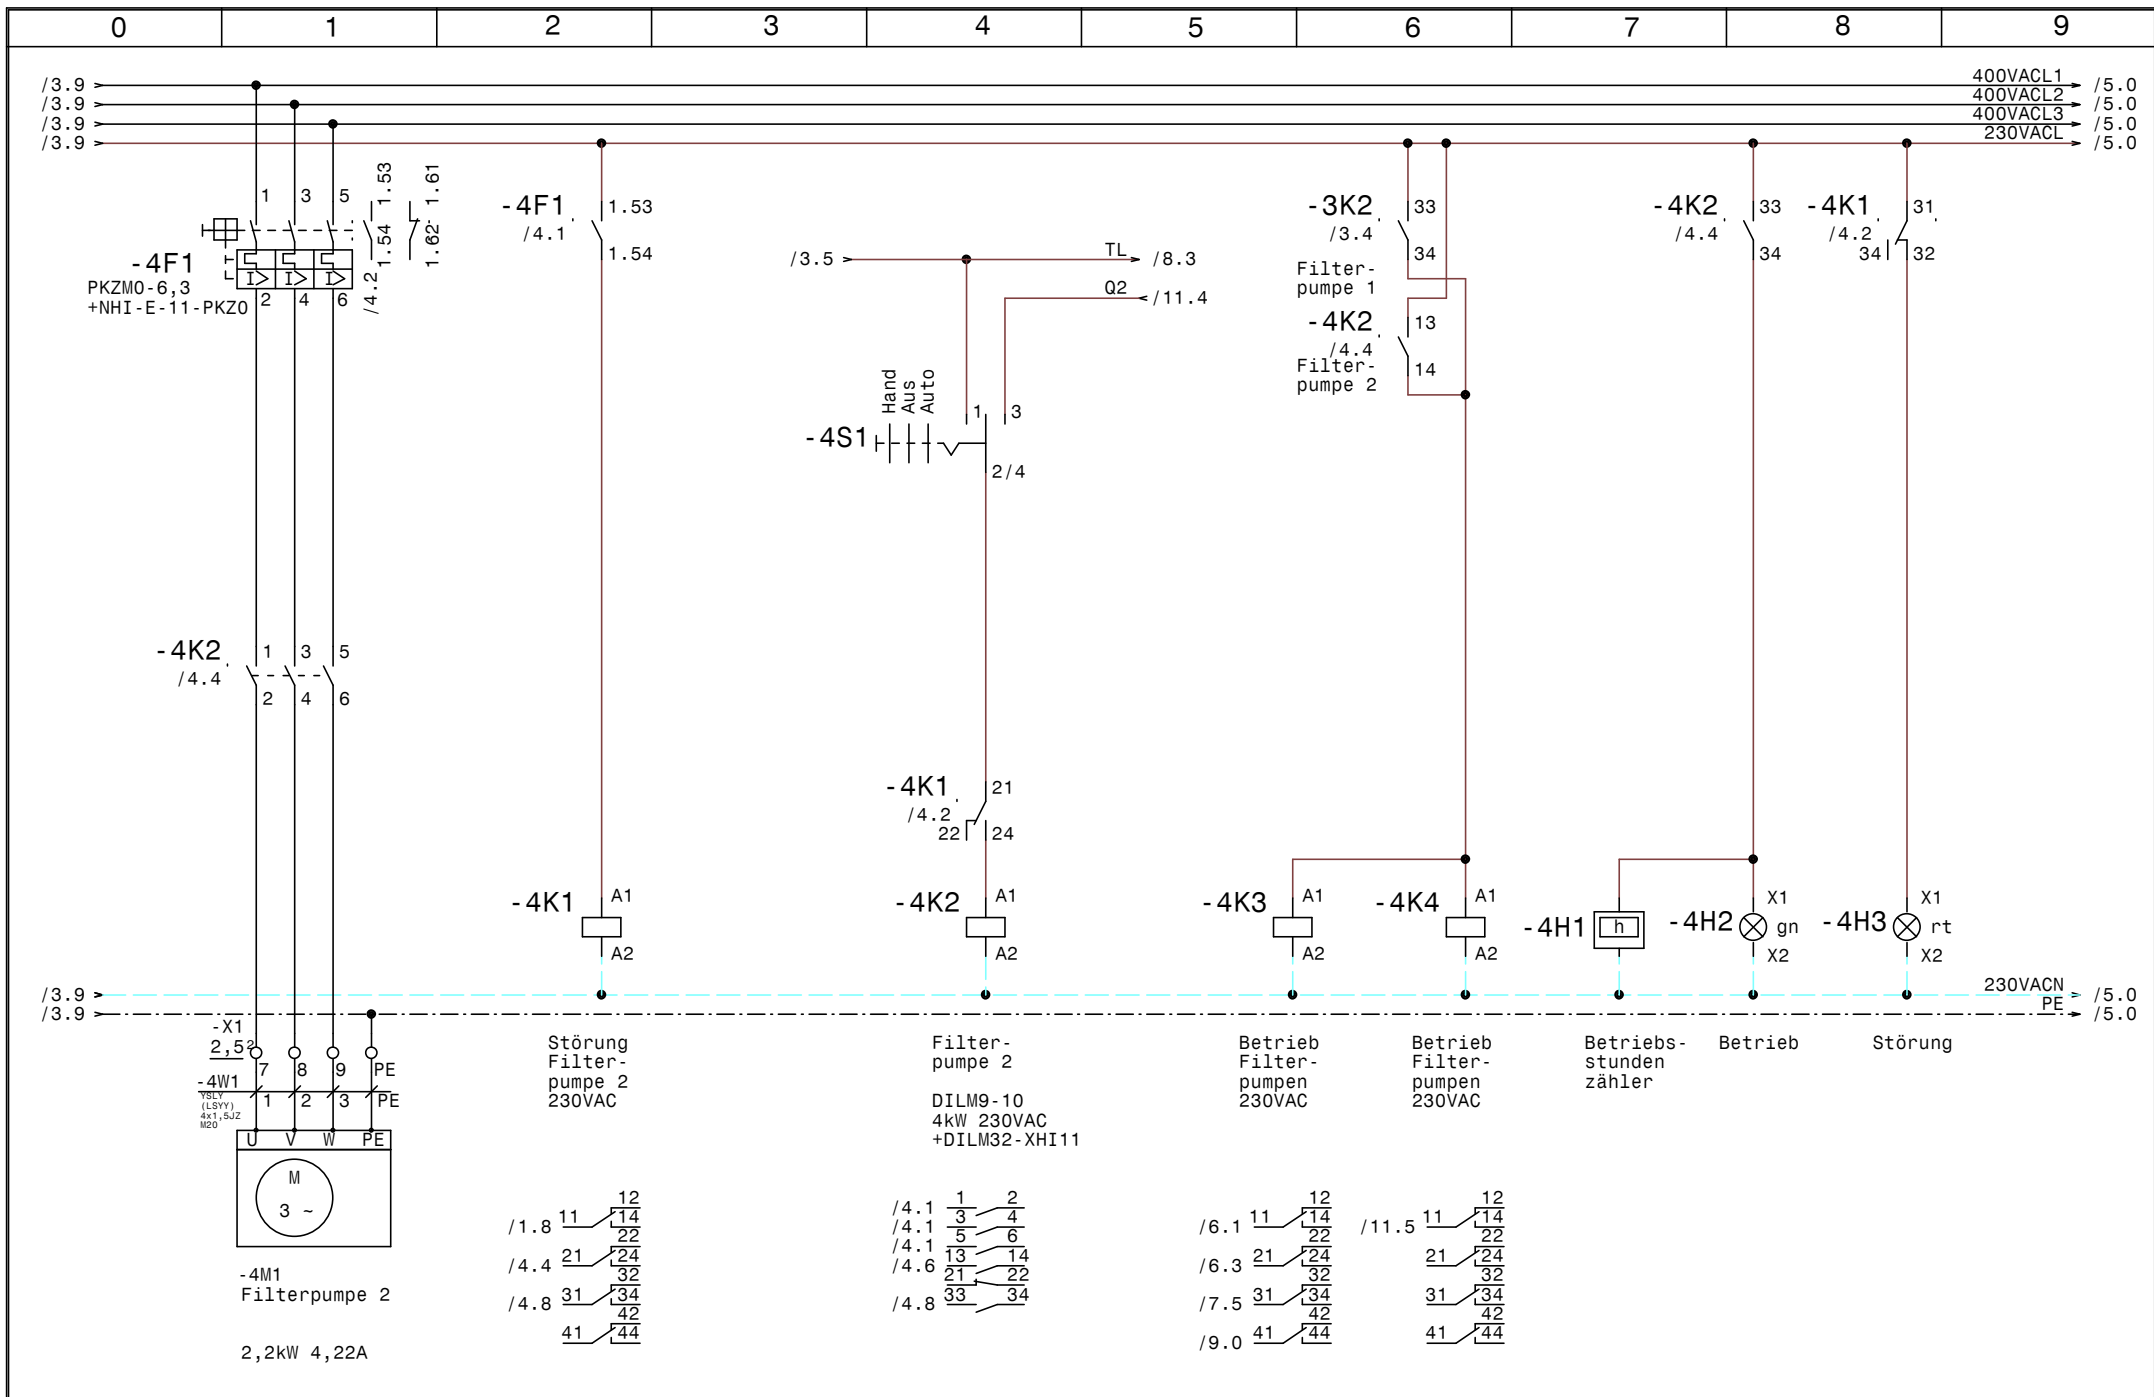 0 1 2 3 4 5 6 7 8 9
/3.9 400VACL1 /5.0
/3.9 400VACL2 /5.0
/3.9 400VACL3 /5.0
/3.9 230VACL /5.0
1 3 5
1.53
1.54
1.61
1.62
-4F1
PKZM0-6,3
+NHI-E-11-PKZ0
I> I> I>
2 4 6
/4.2
-4F1
/4.1
1.53
1.54
/3.5 TL /8.3
Q2 /11.4
Hand
Aus
Auto
-4S1
1 3
2/4
-3K2
/3.4
33
34
Filter-
pumpe 1
-4K2
/4.4
13
14
Filter-
pumpe 2
-4K2
/4.4
33
34
-4K1
/4.2
31
34 32
-4K2
/4.4
1 3 5
2 4 6
-4K1
/4.2
21
22 24
-4K1
A1
A2
-4K2
A1
A2
-4K3
A1
A2
-4K4
A1
A2
-4H1
h
-4H2
X1
gn
X2
-4H3
X1
rt
X2
/3.9 230VACN /5.0
/3.9 PE /5.0
-X1
2,5²
7 8 9 PE
-4W1
YSLY
(LSYY)
4x1,5JZ
M20
1 2 3 PE
U V W PE
M
3 ~
-4M1
Filterpumpe 2
2,2kW 4,22A
Störung
Filter-
pumpe 2
230VAC
Filter-
pumpe 2
DILM9-10
4kW 230VAC
+DILM32-XHI11
Betrieb
Filter-
pumpen
230VAC
Betrieb
Filter-
pumpen
230VAC
Betriebs-
stunden
zähler
Betrieb
Störung
12
/1.8 11 14
22
/4.4 21 24
32
/4.8 31 34
42
41 44
/4.1 1 2
/4.1 3 4
/4.1 5 6
/4.6 13 14
21 22
/4.8 33 34
12
/6.1 11 14
22
/6.3 21 24
32
/7.5 31 34
42
/9.0 41 44
12
/11.5 11 14
22
21 24
32
31 34
42
41 44